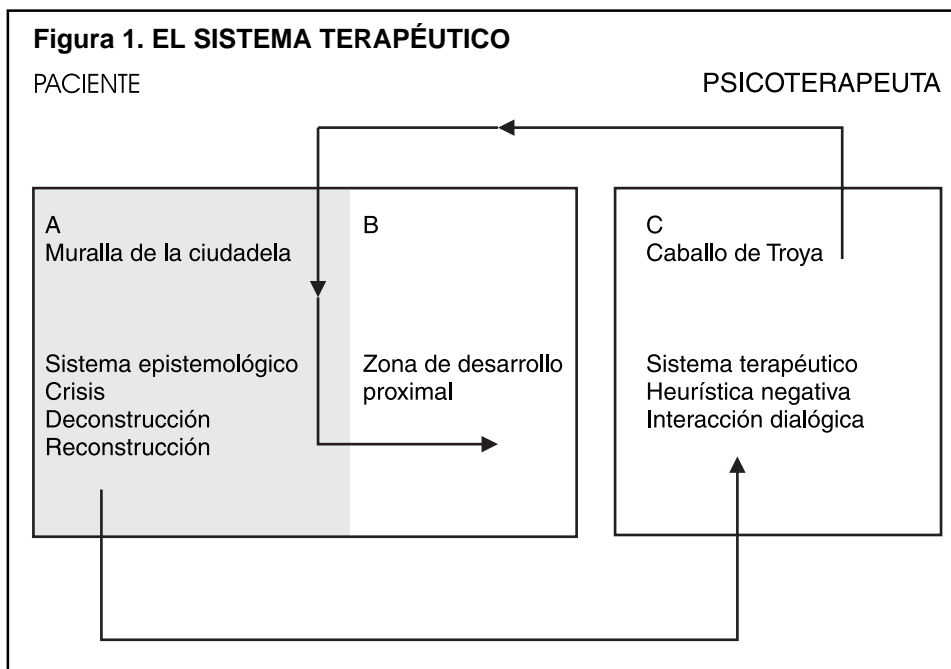 Figura 1. EL SISTEMA TERAPÉUTICO
PACIENTE
PSICOTERAPEUTA
A
Muralla de la ciudadela
Sistema epistemológico
Crisis
Deconstrucción
Reconstrucción
B
Zona de desarrollo
proximal
C
Caballo de Troya
Sistema terapéutico
Heurística negativa
Interacción dialógica